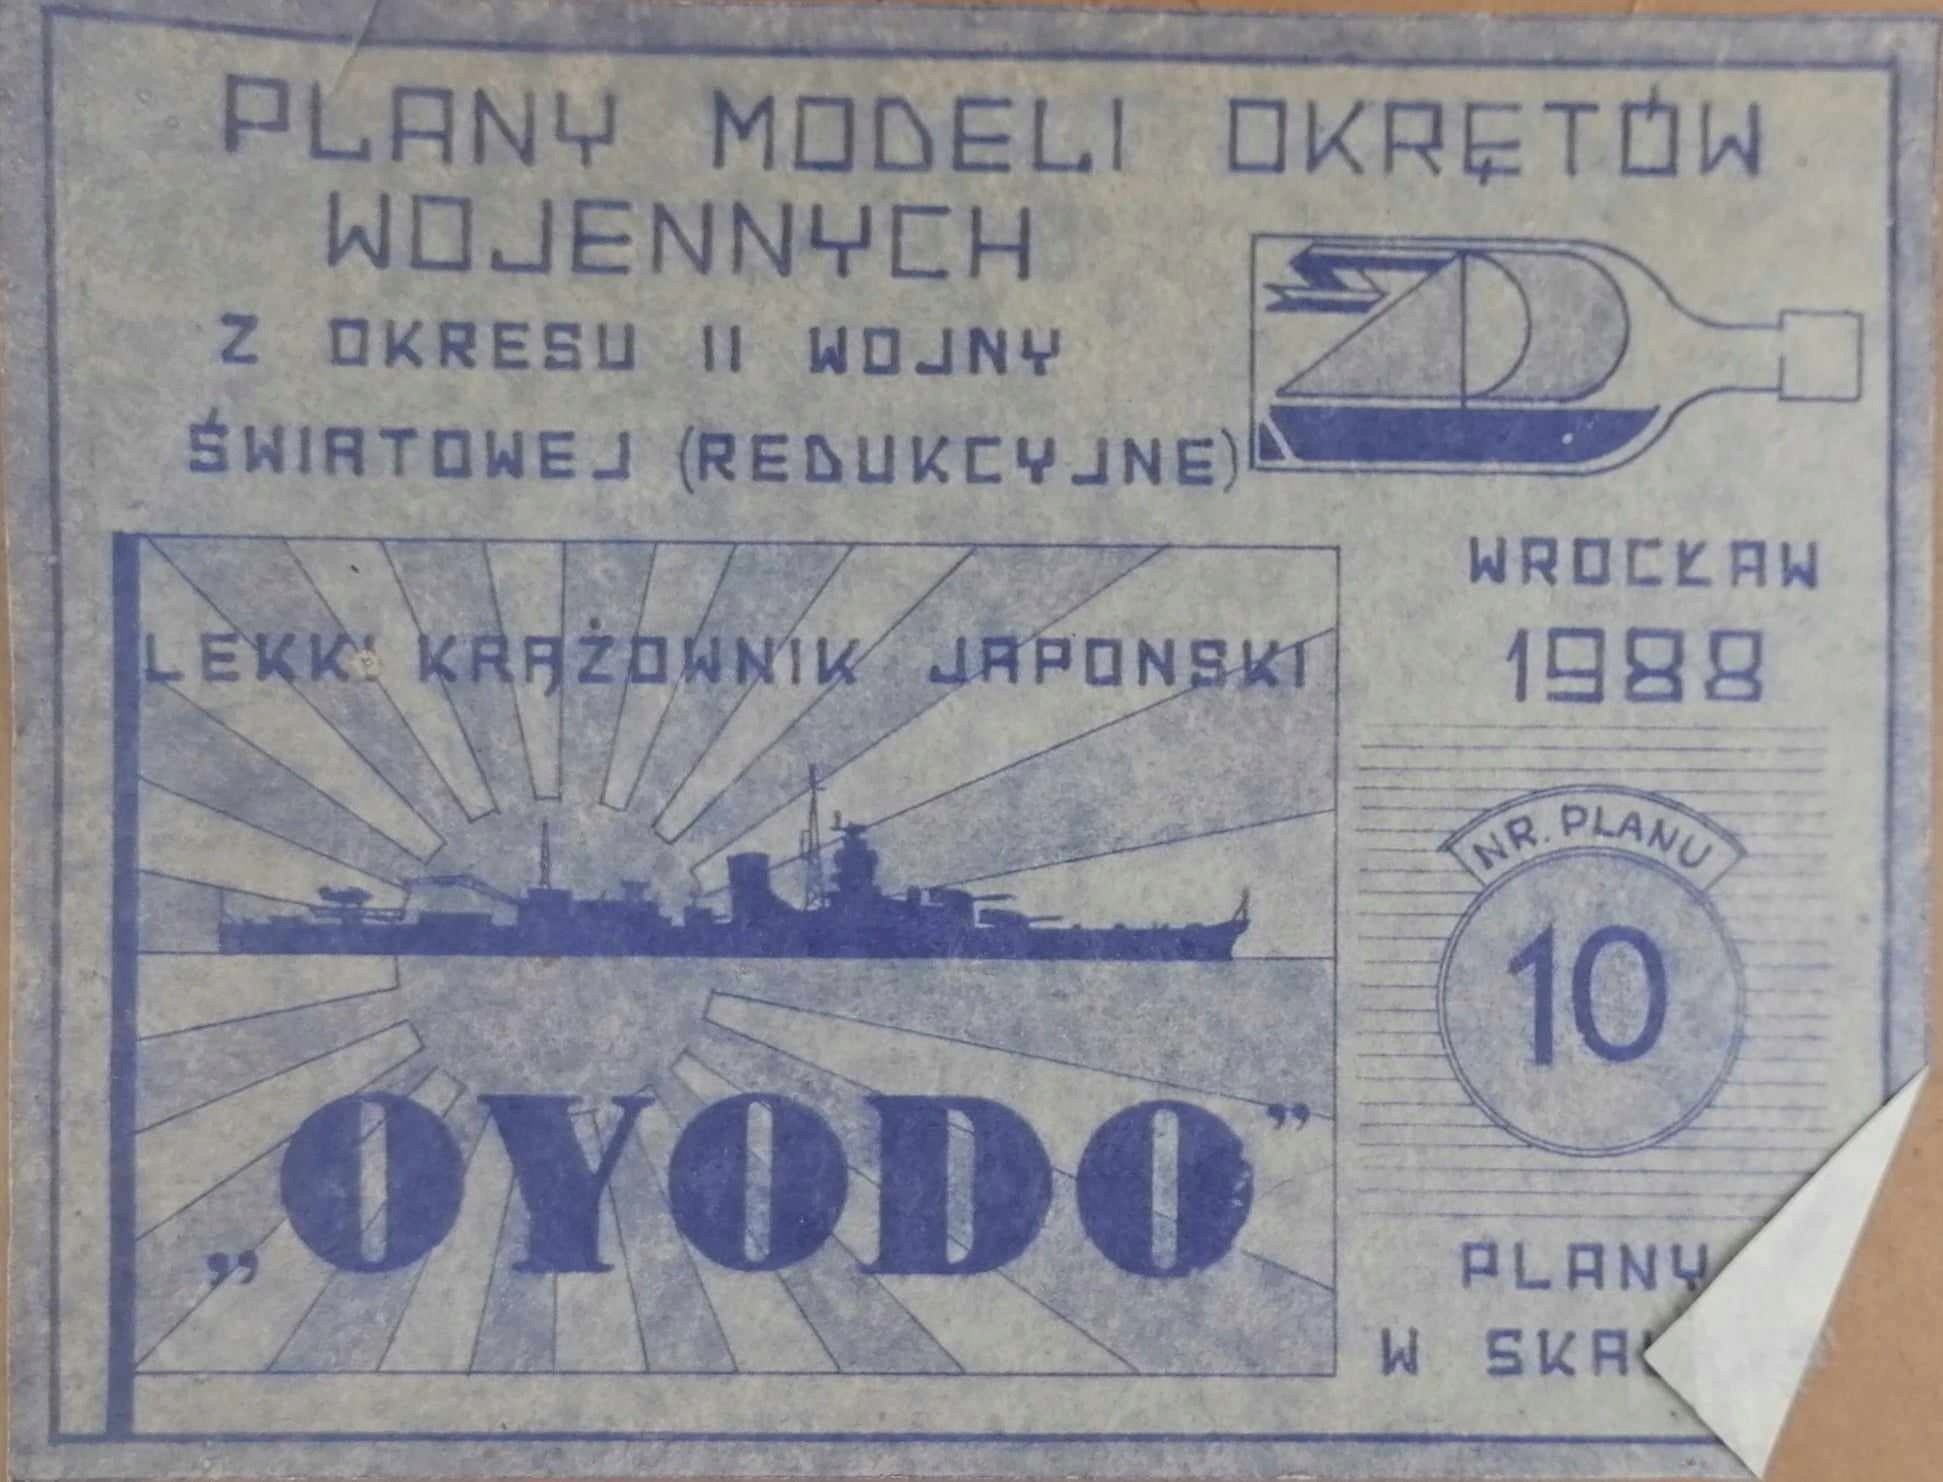 PLANY MODELI OKRĘTÓW
WOJENNYCH
Z OKRESU II WOJNY
ŚWIATOWEJ (REDUKCYJNE)
WROCŁAW
1988
LEKKI KRĄŻOWNIK JAPONSKI
NR. PLANU
10
„OYODO”
PLANY
W